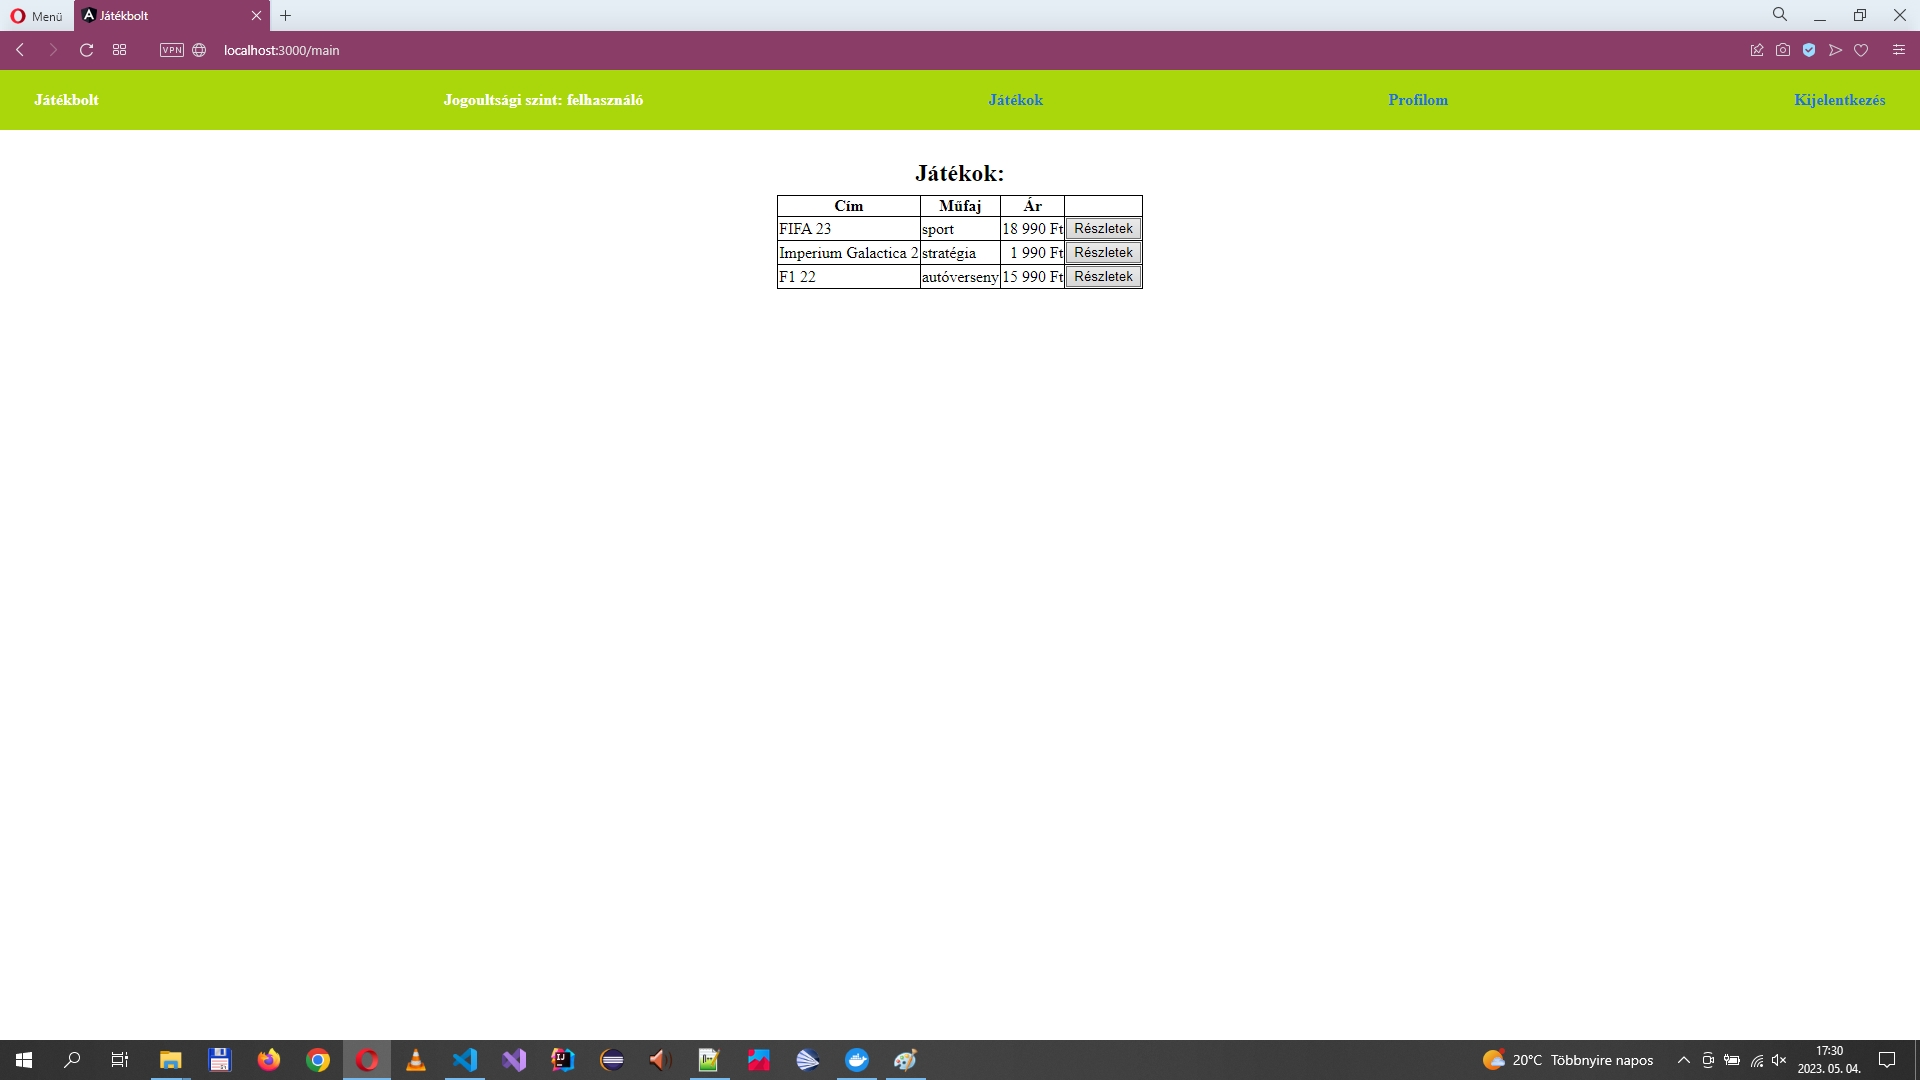 Menü
Játékbolt
VPN
localhost:3000/main
Játékbolt Jogoultsági szint: felhasználó Játékok Profilom Kijelentkezés
Játékok:
Cím Műfaj Ár
FIFA 23 sport 18 990 Ft Részletek
Imperium Galactica 2 stratégia 1 990 Ft Részletek
F1 22 autóverseny 15 990 Ft Részletek
20°C Többnyire napos
17:30
2023. 05. 04.